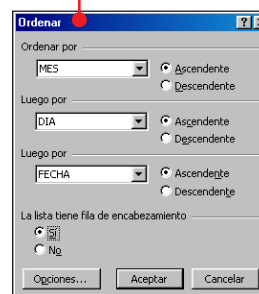 Ordenar
Ordenar por
MES
Ascendente
Descendente
Luego por
DIA
Ascendente
Descendente
Luego por
FECHA
Ascendente
Descendente
La lista tiene fila de encabezamiento
Sí
No
Opciones... Aceptar Cancelar